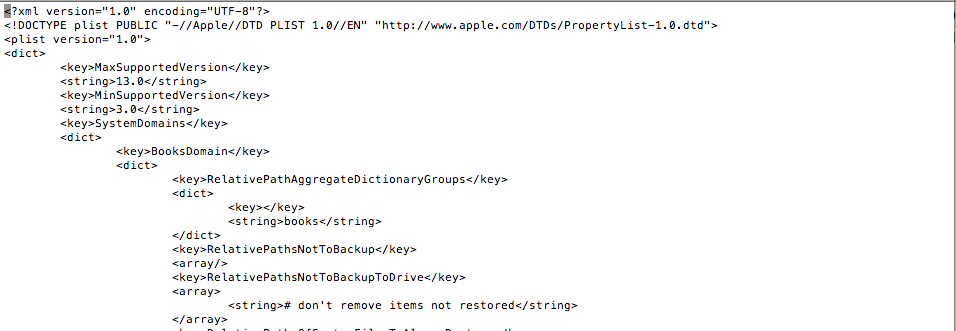 <?xml version="1.0" encoding="UTF-8"?>
<!DOCTYPE plist PUBLIC "-//Apple//DTD PLIST 1.0//EN" "http://www.apple.com/DTDs/PropertyList-1.0.dtd">
<plist version="1.0">
<dict>
<key>MaxSupportedVersion</key>
<string>13.0</string>
<key>MinSupportedVersion</key>
<string>3.0</string>
<key>SystemDomains</key>
<dict>
<key>BooksDomain</key>
<dict>
<key>RelativePathAggregateDictionaryGroups</key>
<dict>
<key></key>
<string>books</string>
</dict>
<key>RelativePathsNotToBackup</key>
<array/>
<key>RelativePathsNotToBackupToDrive</key>
<array>
<string># don't remove items not restored</string>
</array>